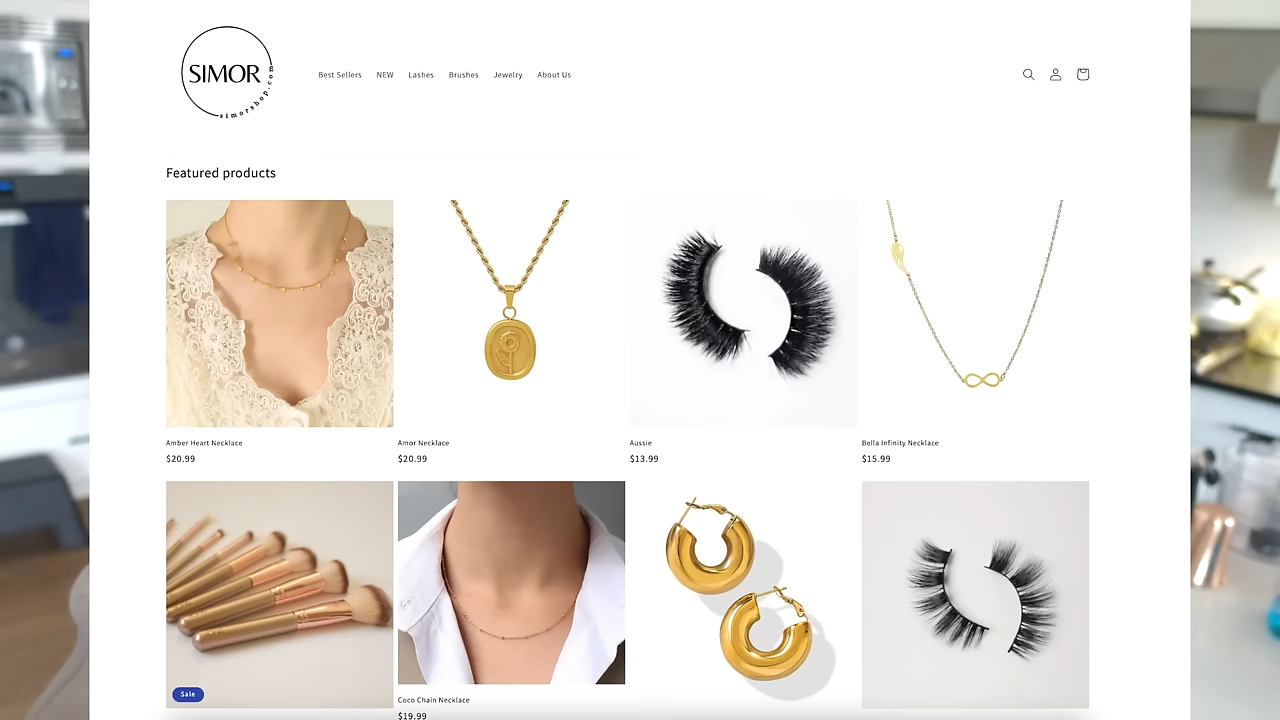 SIMOR
simorshop.com
Best Sellers NEW Lashes Brushes Jewelry About Us
Featured products
Amber Heart Necklace
$20.99
Amor Necklace
$20.99
Aussie
$13.99
Bella Infinity Necklace
$15.99
Sale
Coco Chain Necklace
$19.99